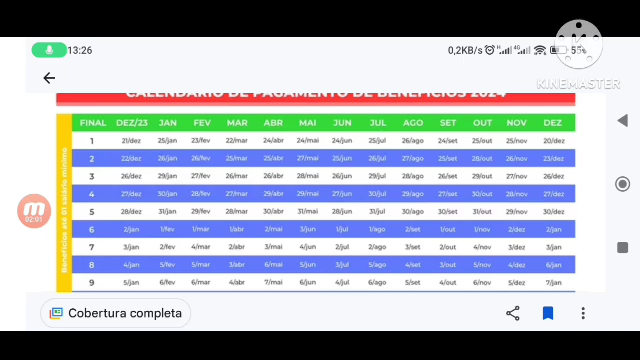 13:26
0,2KB/s
55%
KINEMASTER
CALENDÁRIO DE PAGAMENTO DE BENEFÍCIOS 2024
Benefícios até 01 salário mínimo
FINAL DEZ/23 JAN FEV MAR ABR MAI JUN JUL AGO SET OUT NOV DEZ
1 21/dez 25/jan 23/fev 22/mar 24/abr 24/mai 24/jun 25/jul 26/ago 24/set 24/out 25/nov 20/dez
2 22/dez 26/jan 26/fev 25/mar 25/abr 27/mai 25/jun 26/jul 27/ago 25/set 28/out 26/nov 23/dez
3 26/dez 29/jan 27/fev 26/mar 26/abr 28/mai 26/jun 29/jul 28/ago 26/set 29/out 27/nov 26/dez
4 27/dez 30/jan 28/fev 27/mar 29/abr 29/mai 27/jun 30/jul 29/ago 27/set 30/out 28/nov 27/dez
5 28/dez 31/jan 29/fev 28/mar 30/abr 31/mai 28/jun 31/jul 30/ago 30/set 31/out 29/nov 30/dez
6 2/jan 1/fev 1/mar 1/abr 2/mai 3/jun 1/jul 1/ago 2/set 1/out 1/nov 2/dez 2/jan
7 3/jan 2/fev 4/mar 2/abr 3/mai 4/jun 2/jul 2/ago 3/set 2/out 4/nov 3/dez 3/jan
8 4/jan 5/fev 5/mar 3/abr 6/mai 5/jun 3/jul 5/ago 4/set 3/out 5/nov 4/dez 6/jan
9 5/jan 6/fev 6/mar 4/abr 7/mai 6/jun 4/jul 6/ago 5/set 4/out 6/nov 5/dez 7/jan
02:01
Cobertura completa